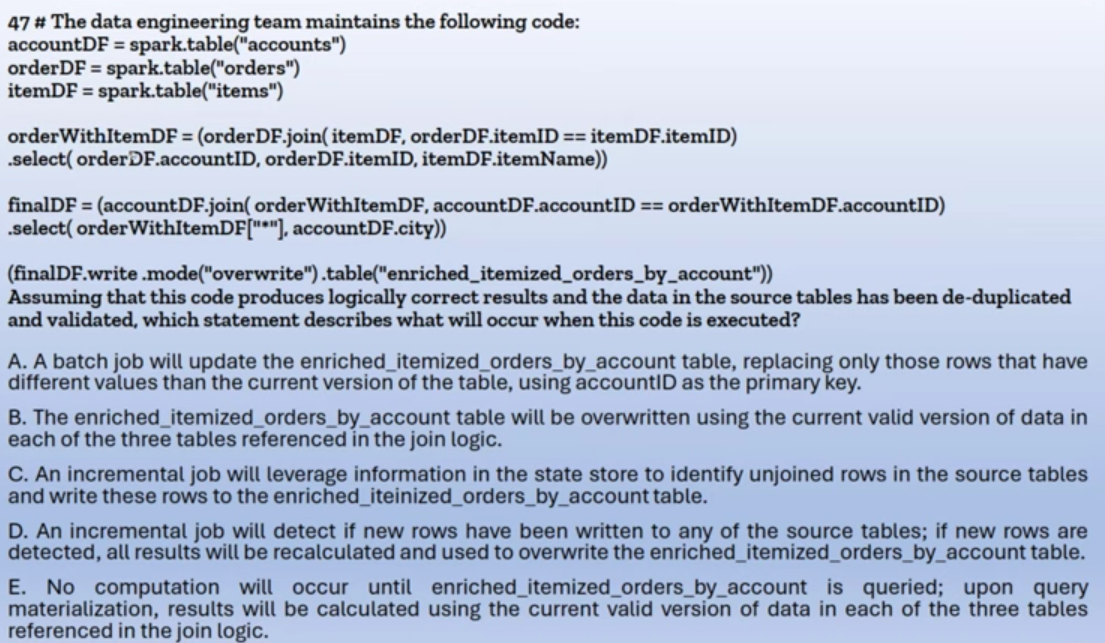 47 # The data engineering team maintains the following code:
accountDF = spark.table("accounts")
orderDF = spark.table("orders")
itemDF = spark.table("items")
orderWithItemDF = (orderDF.join( itemDF, orderDF.itemID == itemDF.itemID)
.select( orderDF.accountID, orderDF.itemID, itemDF.itemName))
finalDF = (accountDF.join( orderWithItemDF, accountDF.accountID == orderWithItemDF.accountID)
.select( orderWithItemDF["*"], accountDF.city))
(finalDF.write .mode("overwrite") .table("enriched_itemized_orders_by_account"))
Assuming that this code produces logically correct results and the data in the source tables has been de-duplicated
and validated, which statement describes what will occur when this code is executed?
A. A batch job will update the enriched_itemized_orders_by_account table, replacing only those rows that have
different values than the current version of the table, using accountID as the primary key.
B. The enriched_itemized_orders_by_account table will be overwritten using the current valid version of data in
each of the three tables referenced in the join logic.
C. An incremental job will leverage information in the state store to identify unjoined rows in the source tables
and write these rows to the enriched_iteinized_orders_by_account table.
D. An incremental job will detect if new rows have been written to any of the source tables; if new rows are
detected, all results will be recalculated and used to overwrite the enriched_itemized_orders_by_account table.
E. No computation will occur until enriched_itemized_orders_by_account is queried; upon query
materialization, results will be calculated using the current valid version of data in each of the three tables
referenced in the join logic.